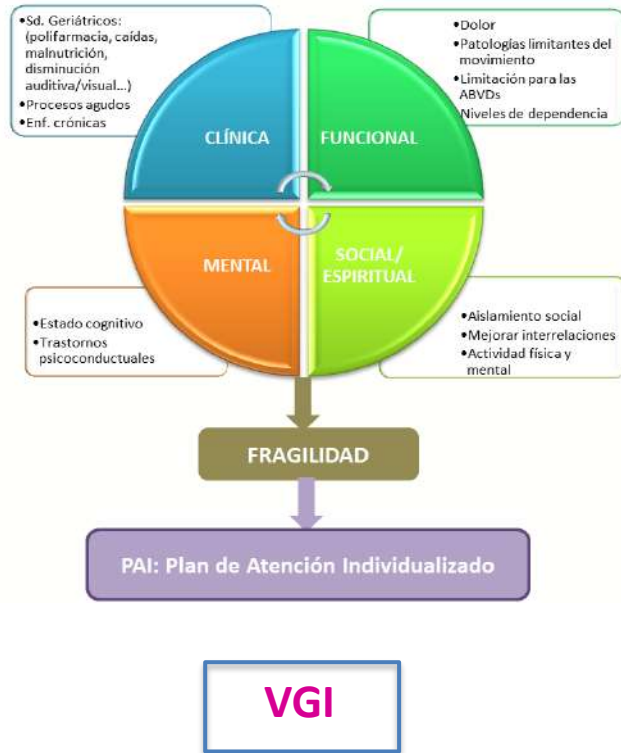 •Sd. Geriátricos:
(polifarmacia, caídas,
malnutrición,
disminución
auditiva/visual...)
•Procesos agudos
•Enf. crónicas
•Dolor
•Patologías limitantes del
movimiento
•Limitación para las
ABVDs
•Niveles de dependencia
CLÍNICA
FUNCIONAL
MENTAL
SOCIAL/
ESPIRITUAL
•Estado cognitivo
•Trastornos
psicoconductuales
•Aislamiento social
•Mejorar interrelaciones
•Actividad física y
mental
FRAGILIDAD
PAI: Plan de Atención Individualizado
VGI